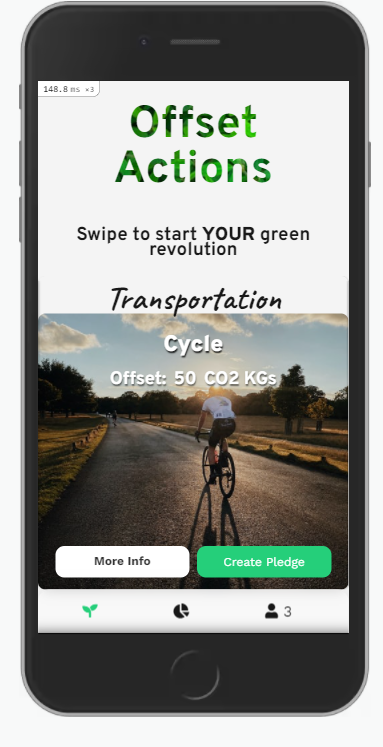 148.8 ms ×3
Offset
Actions
Swipe to start YOUR green
revolution
Transportation
Cycle
Offset: 50 CO2 KGs
More Info
Create Pledge
3